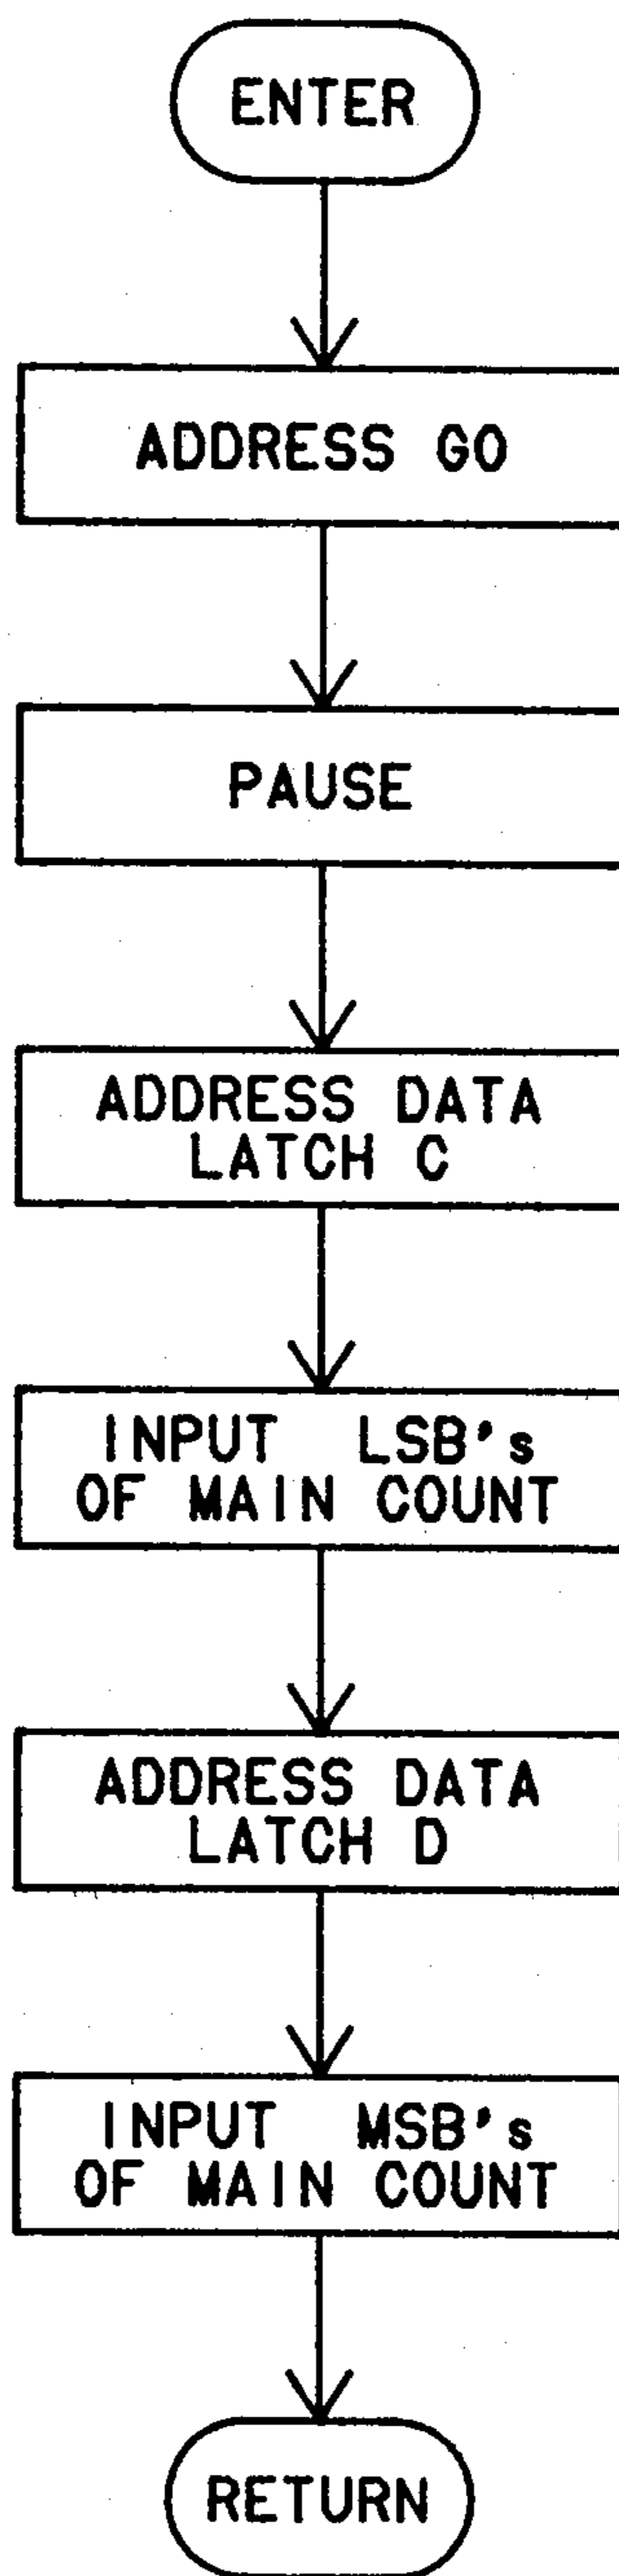 ENTER
ADDRESS GO
PAUSE
ADDRESS DATA
LATCH C
INPUT LSB's
OF MAIN COUNT
ADDRESS DATA
LATCH D
INPUT MSB's
OF MAIN COUNT
RETURN